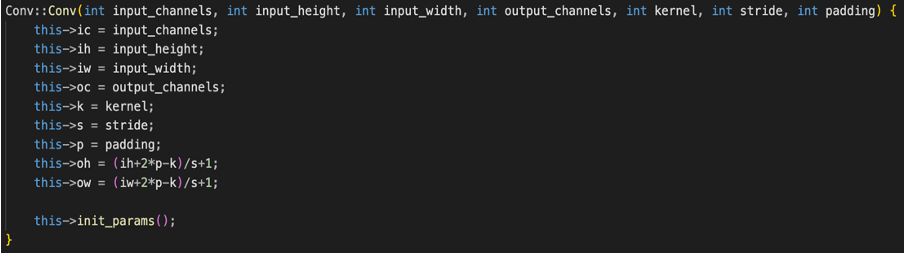 Conv::Conv(int input_channels, int input_height, int input_width, int output_channels, int kernel, int stride, int padding) {
    this->ic = input_channels;
    this->ih = input_height;
    this->iw = input_width;
    this->oc = output_channels;
    this->k = kernel;
    this->s = stride;
    this->p = padding;
    this->oh = (ih+2*p-k)/s+1;
    this->ow = (iw+2*p-k)/s+1;

    this->init_params();
}